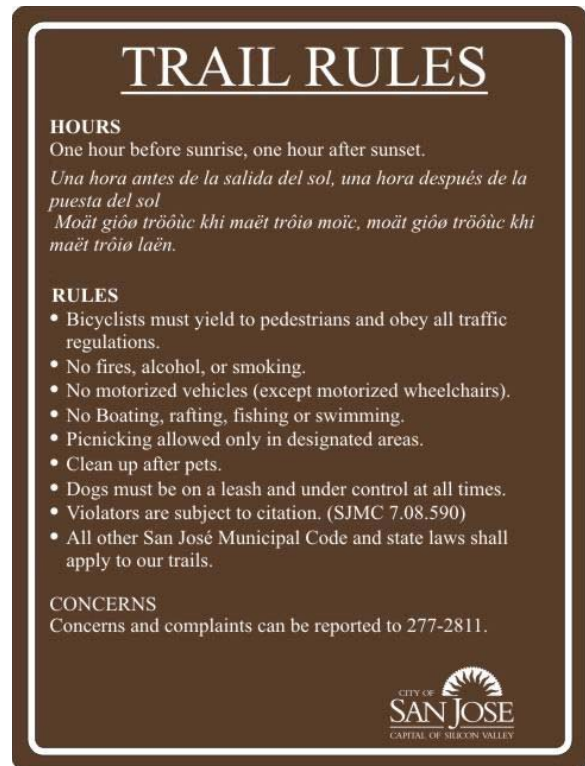 TRAIL RULES
HOURS
One hour before sunrise, one hour after sunset.
Una hora antes de la salida del sol, una hora después de la
puesta del sol
Moät giôø tröôùc khi maët trôiø moïc, moät giôø tröôùc khi
maët trôiø laën.
RULES
• Bicyclists must yield to pedestrians and obey all traffic
regulations.
• No fires, alcohol, or smoking.
• No motorized vehicles (except motorized wheelchairs).
• No Boating, rafting, fishing or swimming.
• Picnicking allowed only in designated areas.
• Clean up after pets.
• Dogs must be on a leash and under control at all times.
• Violators are subject to citation. (SJMC 7.08.590)
• All other San José Municipal Code and state laws shall
apply to our trails.
CONCERNS
Concerns and complaints can be reported to 277-2811.
CITY OF
SAN JOSE
CAPITAL OF SILICON VALLEY